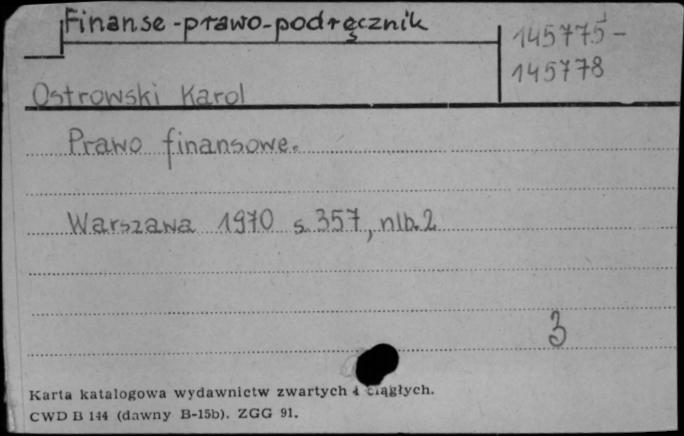 Finanse-prawo-podręcznik
145775-
145778
Ostrowski Karol
Prawo finansowe.
Warszawa 1970 s. 357, nlb. 2
3
Karta katalogowa wydawnictw zwartych i ciągłych.
CWD B 144 (dawny B-15b). ZGG 91.